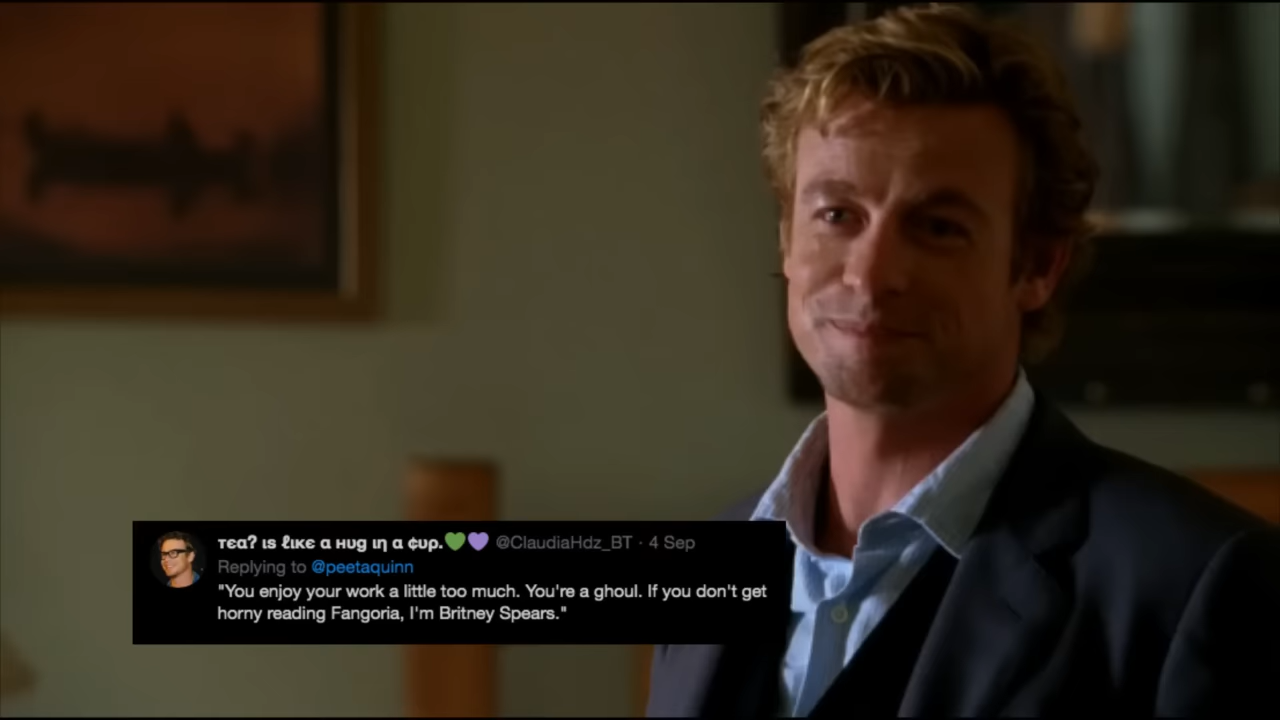 тєα? ιѕ ℓιкє α нυg ιη α ¢υρ.💚💜 @ClaudiaHdz_BT · 4 Sep
Replying to @peetaquinn
"You enjoy your work a little too much. You're a ghoul. If you don't get
horny reading Fangoria, I'm Britney Spears."